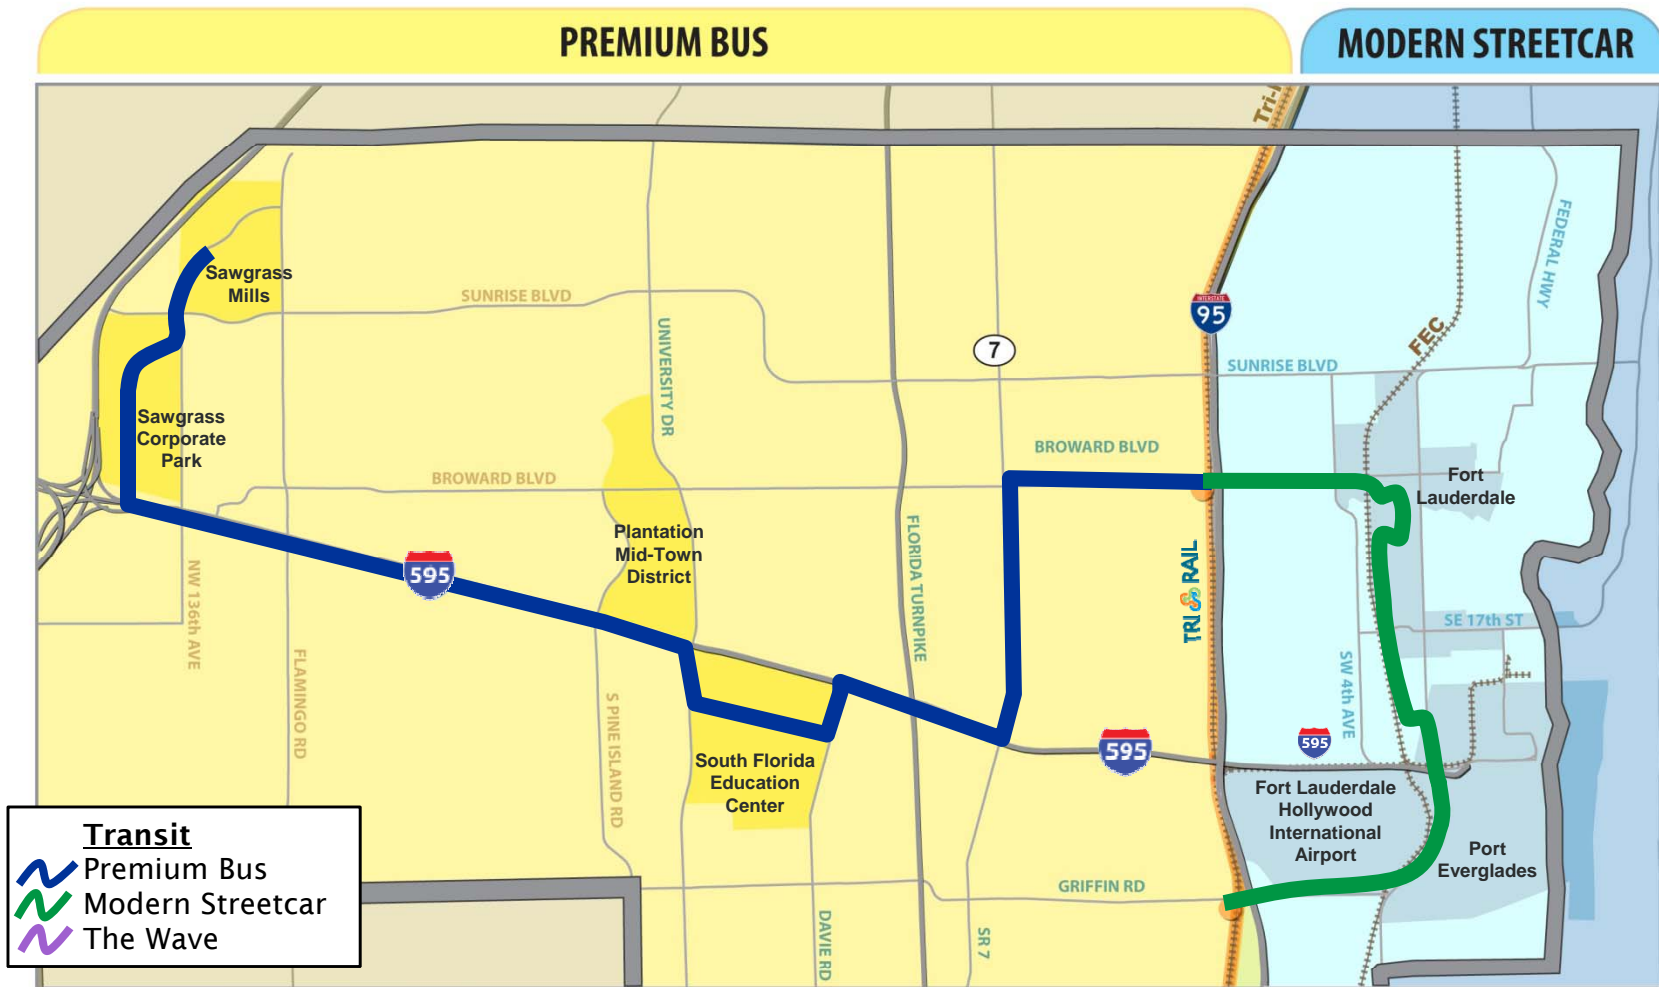 PREMIUM BUS
MODERN STREETCAR
Tri-
Sawgrass
Mills
SUNRISE BLVD
UNIVERSITY DR
7
INTERSTATE
95
FEC
FEDERAL HWY
SUNRISE BLVD
Sawgrass
Corporate
Park
BROWARD BLVD
BROWARD BLVD
Fort
Lauderdale
Plantation
Mid-Town
District
595
NW 136th AVE
FLAMINGO RD
FLORIDA TURNPIKE
TRI RAIL
SE 17th ST
SW 4th AVE
S PINE ISLAND RD
South Florida
Education
Center
595
595
Fort Lauderdale
Hollywood
International
Airport
Port
Everglades
GRIFFIN RD
DAVIE RD
SR 7
Transit
Premium Bus
Modern Streetcar
The Wave